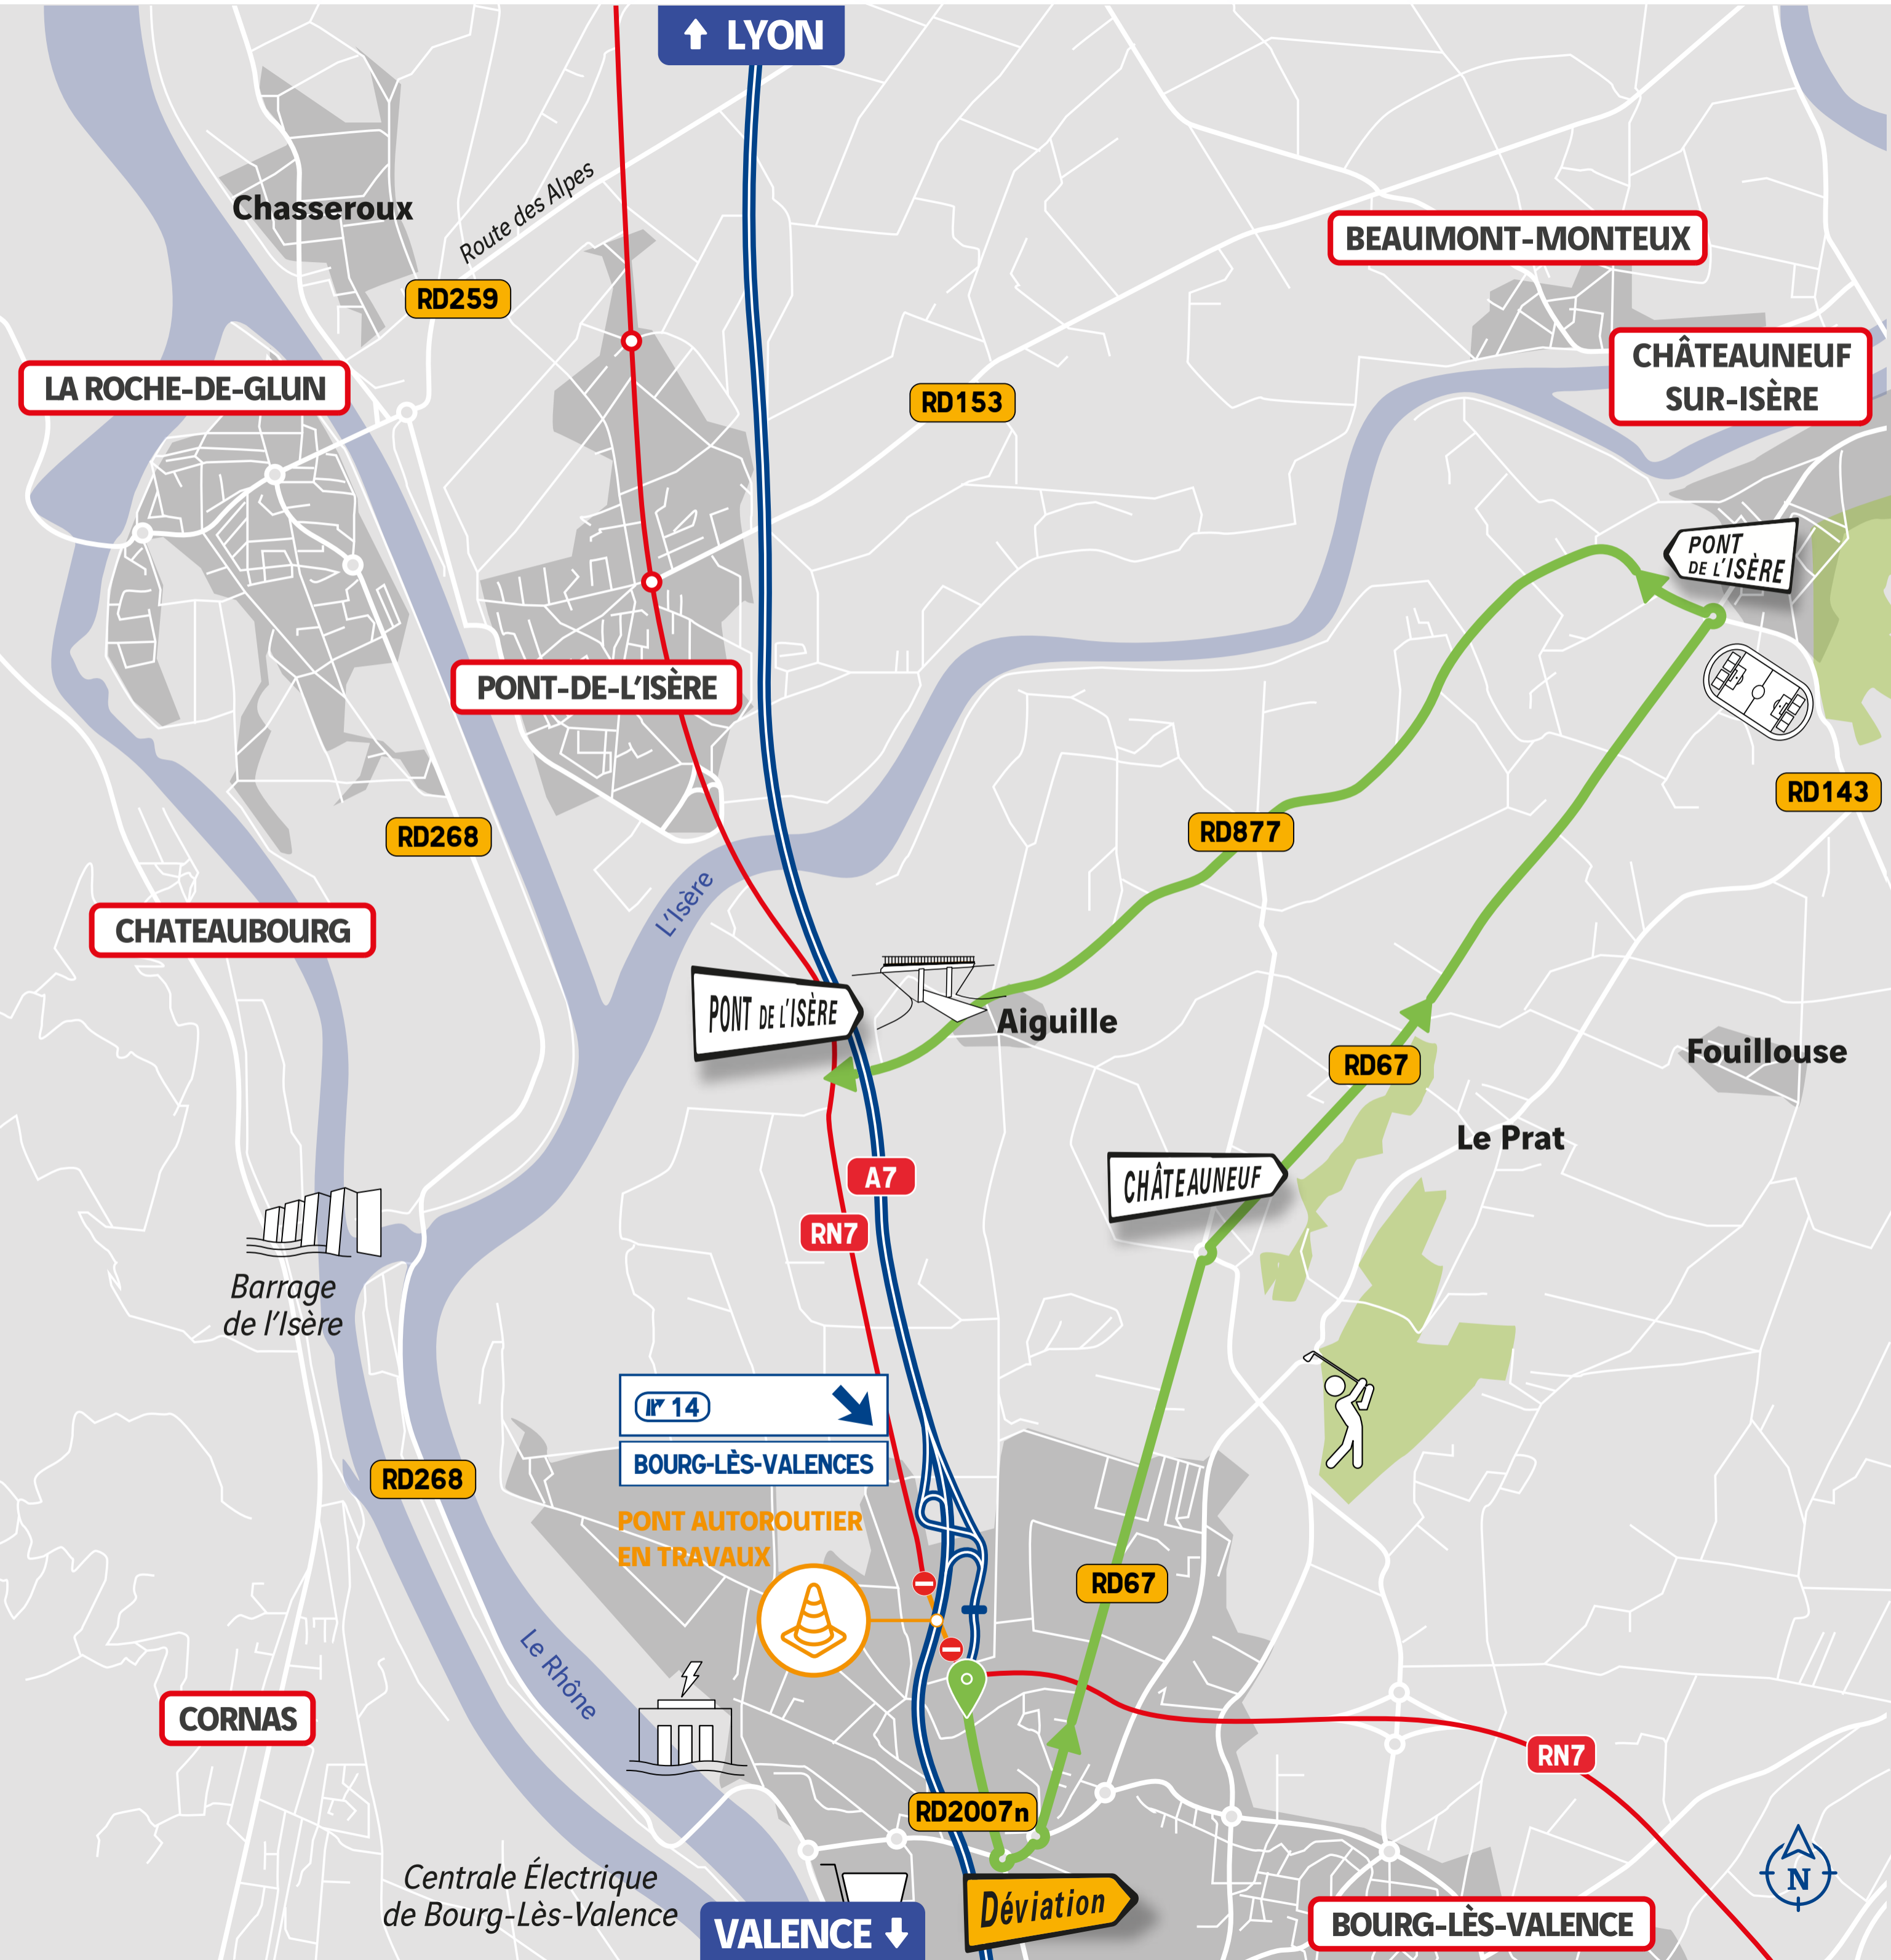 LYON
Route des Alpes
Chasseroux
BEAUMONT-MONTEUX
RD259
CHÂTEAUNEUF
SUR-ISÈRE
LA ROCHE-DE-GLUN
RD153
PONT
DE L'ISÈRE
PONT-DE-L'ISÈRE
RD143
RD877
RD268
L'Isère
CHATEAUBOURG
PONT DE L'ISÈRE
Aiguille
Fouillouse
RD67
Le Prat
A7
CHÂTEAUNEUF
RN7
Barrage
de l'Isère
14
BOURG-LÈS-VALENCES
RD268
PONT AUTOROUTIER
EN TRAVAUX
RD67
Le Rhône
CORNAS
RN7
RD2007n
N
Centrale Électrique
de Bourg-Lès-Valence
Déviation
VALENCE
BOURG-LÈS-VALENCE